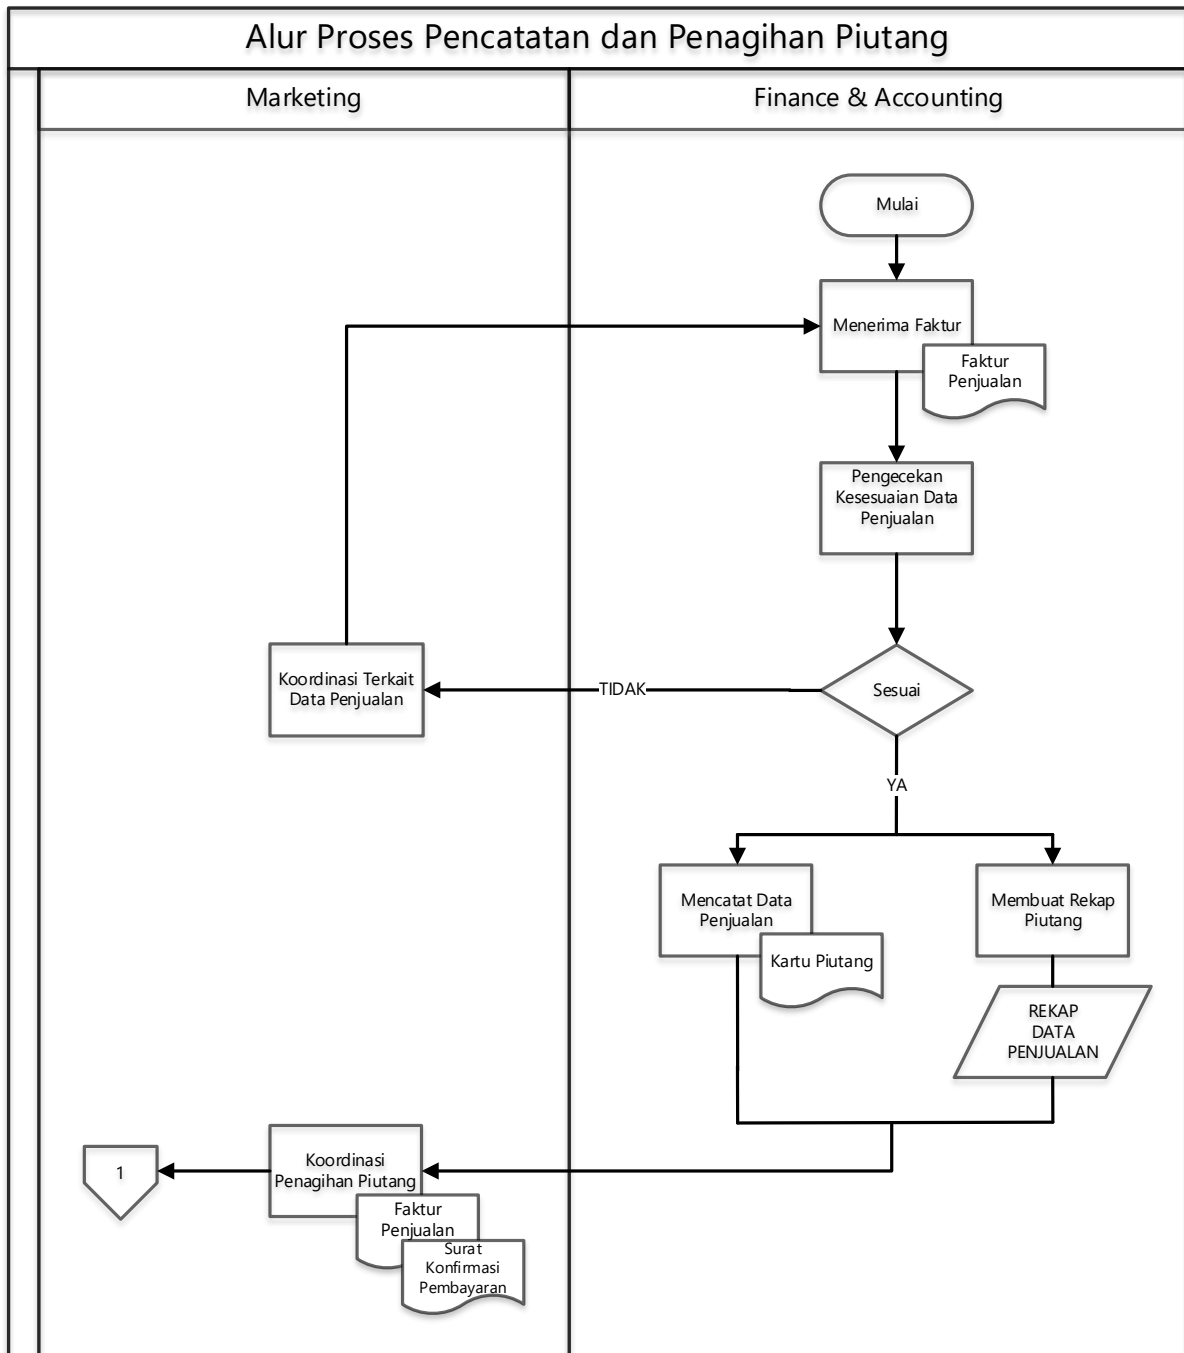 Alur Proses Pencatatan dan Penagihan Piutang
Marketing
Finance & Accounting
Mulai
Menerima Faktur
Faktur
Penjualan
Pengecekan
Kesesuaian Data
Penjualan
Koordinasi Terkait
Data Penjualan
TIDAK
Sesuai
YA
Mencatat Data
Penjualan
Kartu Piutang
Membuat Rekap
Piutang
REKAP
DATA
PENJUALAN
1
Koordinasi
Penagihan Piutang
Faktur
Penjualan
Surat
Konfirmasi
Pembayaran